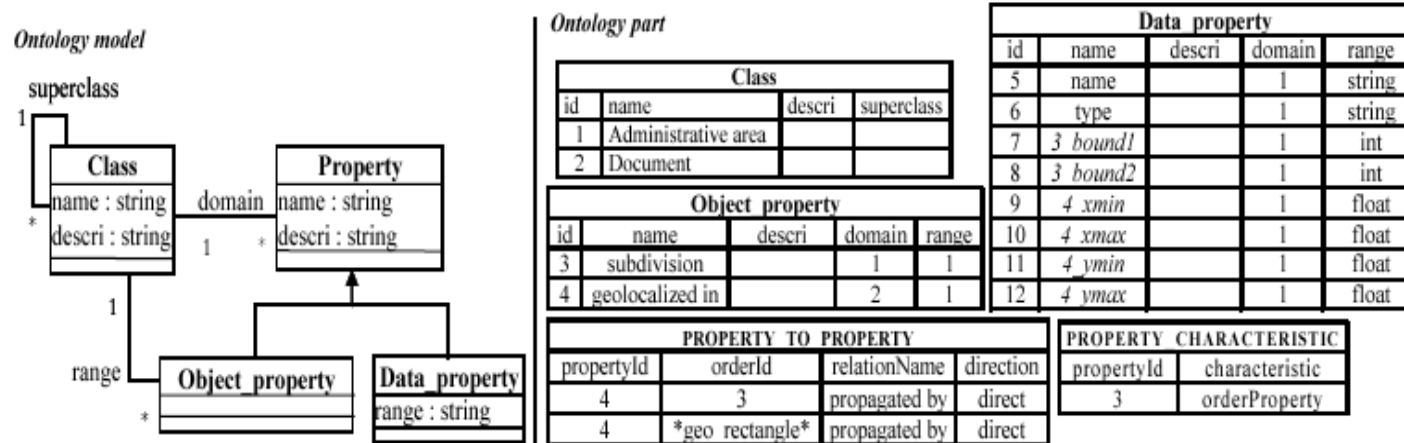 Ontology model
superclass
1
Class
name : string
descri : string
*
domain
1
*
Property
name : string
descri : string
1
range
*
Object_property
Data_property
range : string
Ontology part
Class
id name descri superclass
1 Administrative area
2 Document
Object property
id name descri domain range
3 subdivision 1 1
4 geolocalized in 2 1
Data property
id name descri domain range
5 name 1 string
6 type 1 string
7 3 bound1 1 int
8 3 bound2 1 int
9 4 xmin 1 float
10 4 xmax 1 float
11 4 ymin 1 float
12 4 ymax 1 float
PROPERTY TO PROPERTY
propertyId orderId relationName direction
4 3 propagated by direct
4 *geo rectangle* propagated by direct
PROPERTY CHARACTERISTIC
propertyId characteristic
3 orderProperty